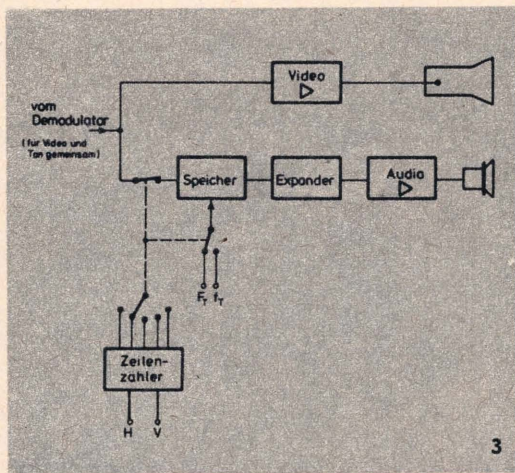 Video
vom
Demodulator
(für Video und
Ton gemeinsam)
Speicher
Expander
Audio
F_T f_T
Zeilen-
zähler
H V
3